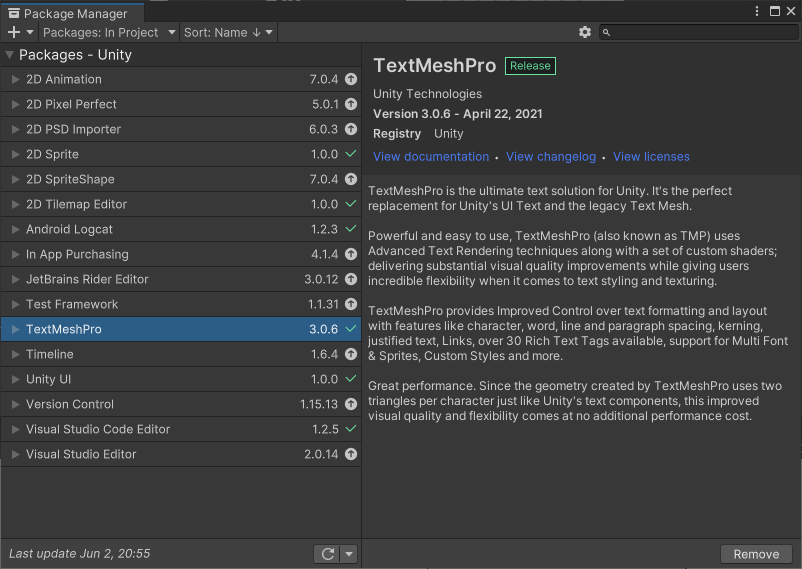 Package Manager
Packages: In Project Sort: Name ↓
Packages - Unity
2D Animation 7.0.4
2D Pixel Perfect 5.0.1
2D PSD Importer 6.0.3
2D Sprite 1.0.0
2D SpriteShape 7.0.4
2D Tilemap Editor 1.0.0
Android Logcat 1.2.3
In App Purchasing 4.1.4
JetBrains Rider Editor 3.0.12
Test Framework 1.1.31
TextMeshPro 3.0.6
Timeline 1.6.4
Unity UI 1.0.0
Version Control 1.15.13
Visual Studio Code Editor 1.2.5
Visual Studio Editor 2.0.14
Last update Jun 2, 20:55
TextMeshPro Release
Unity Technologies
Version 3.0.6 - April 22, 2021
Registry Unity
View documentation • View changelog • View licenses
TextMeshPro is the ultimate text solution for Unity. It's the perfect
replacement for Unity's UI Text and the legacy Text Mesh.
Powerful and easy to use, TextMeshPro (also known as TMP) uses
Advanced Text Rendering techniques along with a set of custom shaders;
delivering substantial visual quality improvements while giving users
incredible flexibility when it comes to text styling and texturing.
TextMeshPro provides Improved Control over text formatting and layout
with features like character, word, line and paragraph spacing, kerning,
justified text, Links, over 30 Rich Text Tags available, support for Multi Font
& Sprites, Custom Styles and more.
Great performance. Since the geometry created by TextMeshPro uses two
triangles per character just like Unity's text components, this improved
visual quality and flexibility comes at no additional performance cost.
Remove